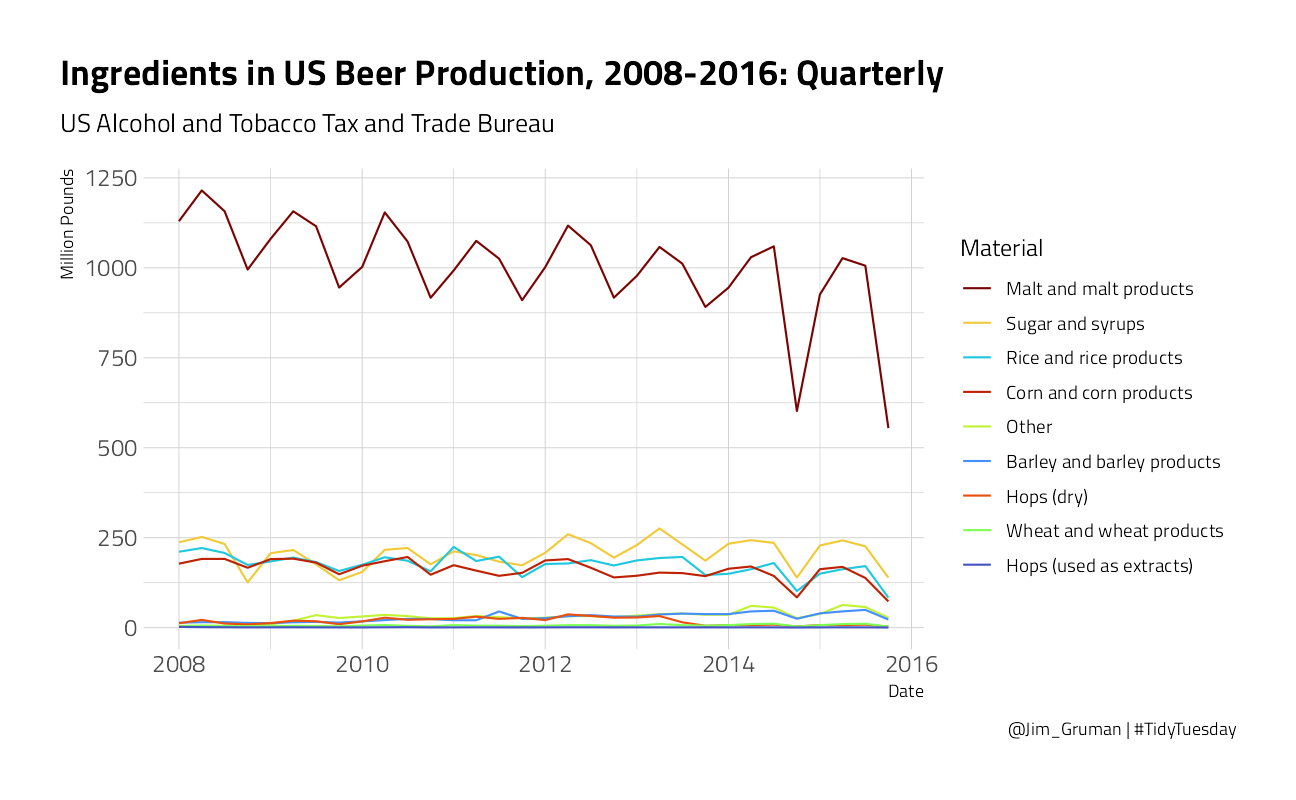 Ingredients in US Beer Production, 2008-2016: Quarterly
US Alcohol and Tobacco Tax and Trade Bureau
Million Pounds
1250
1000
750
500
250
0
2008 2010 2012 2014 2016
Date
Material
Malt and malt products
Sugar and syrups
Rice and rice products
Corn and corn products
Other
Barley and barley products
Hops (dry)
Wheat and wheat products
Hops (used as extracts)
@Jim_Gruman | #TidyTuesday